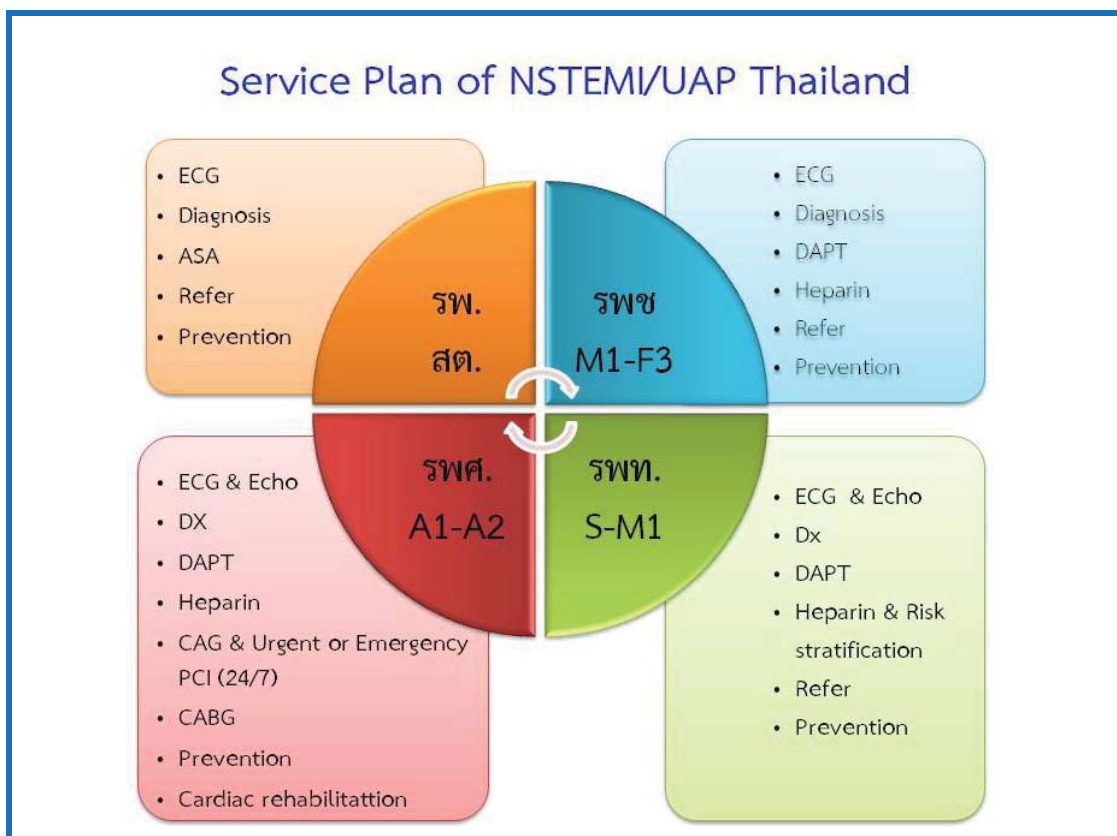 Service Plan of NSTEMI/UAP Thailand
• ECG
• Diagnosis
• ASA
• Refer
• Prevention
รพ.
สต.
รพช
M1-F3
• ECG
• Diagnosis
• DAPT
• Heparin
• Refer
• Prevention
• ECG & Echo
• DX
• DAPT
• Heparin
• CAG & Urgent or Emergency
PCI (24/7)
• CABG
• Prevention
• Cardiac rehabilitattion
รพศ.
A1-A2
รพท.
S-M1
• ECG & Echo
• Dx
• DAPT
• Heparin & Risk
stratification
• Refer
• Prevention